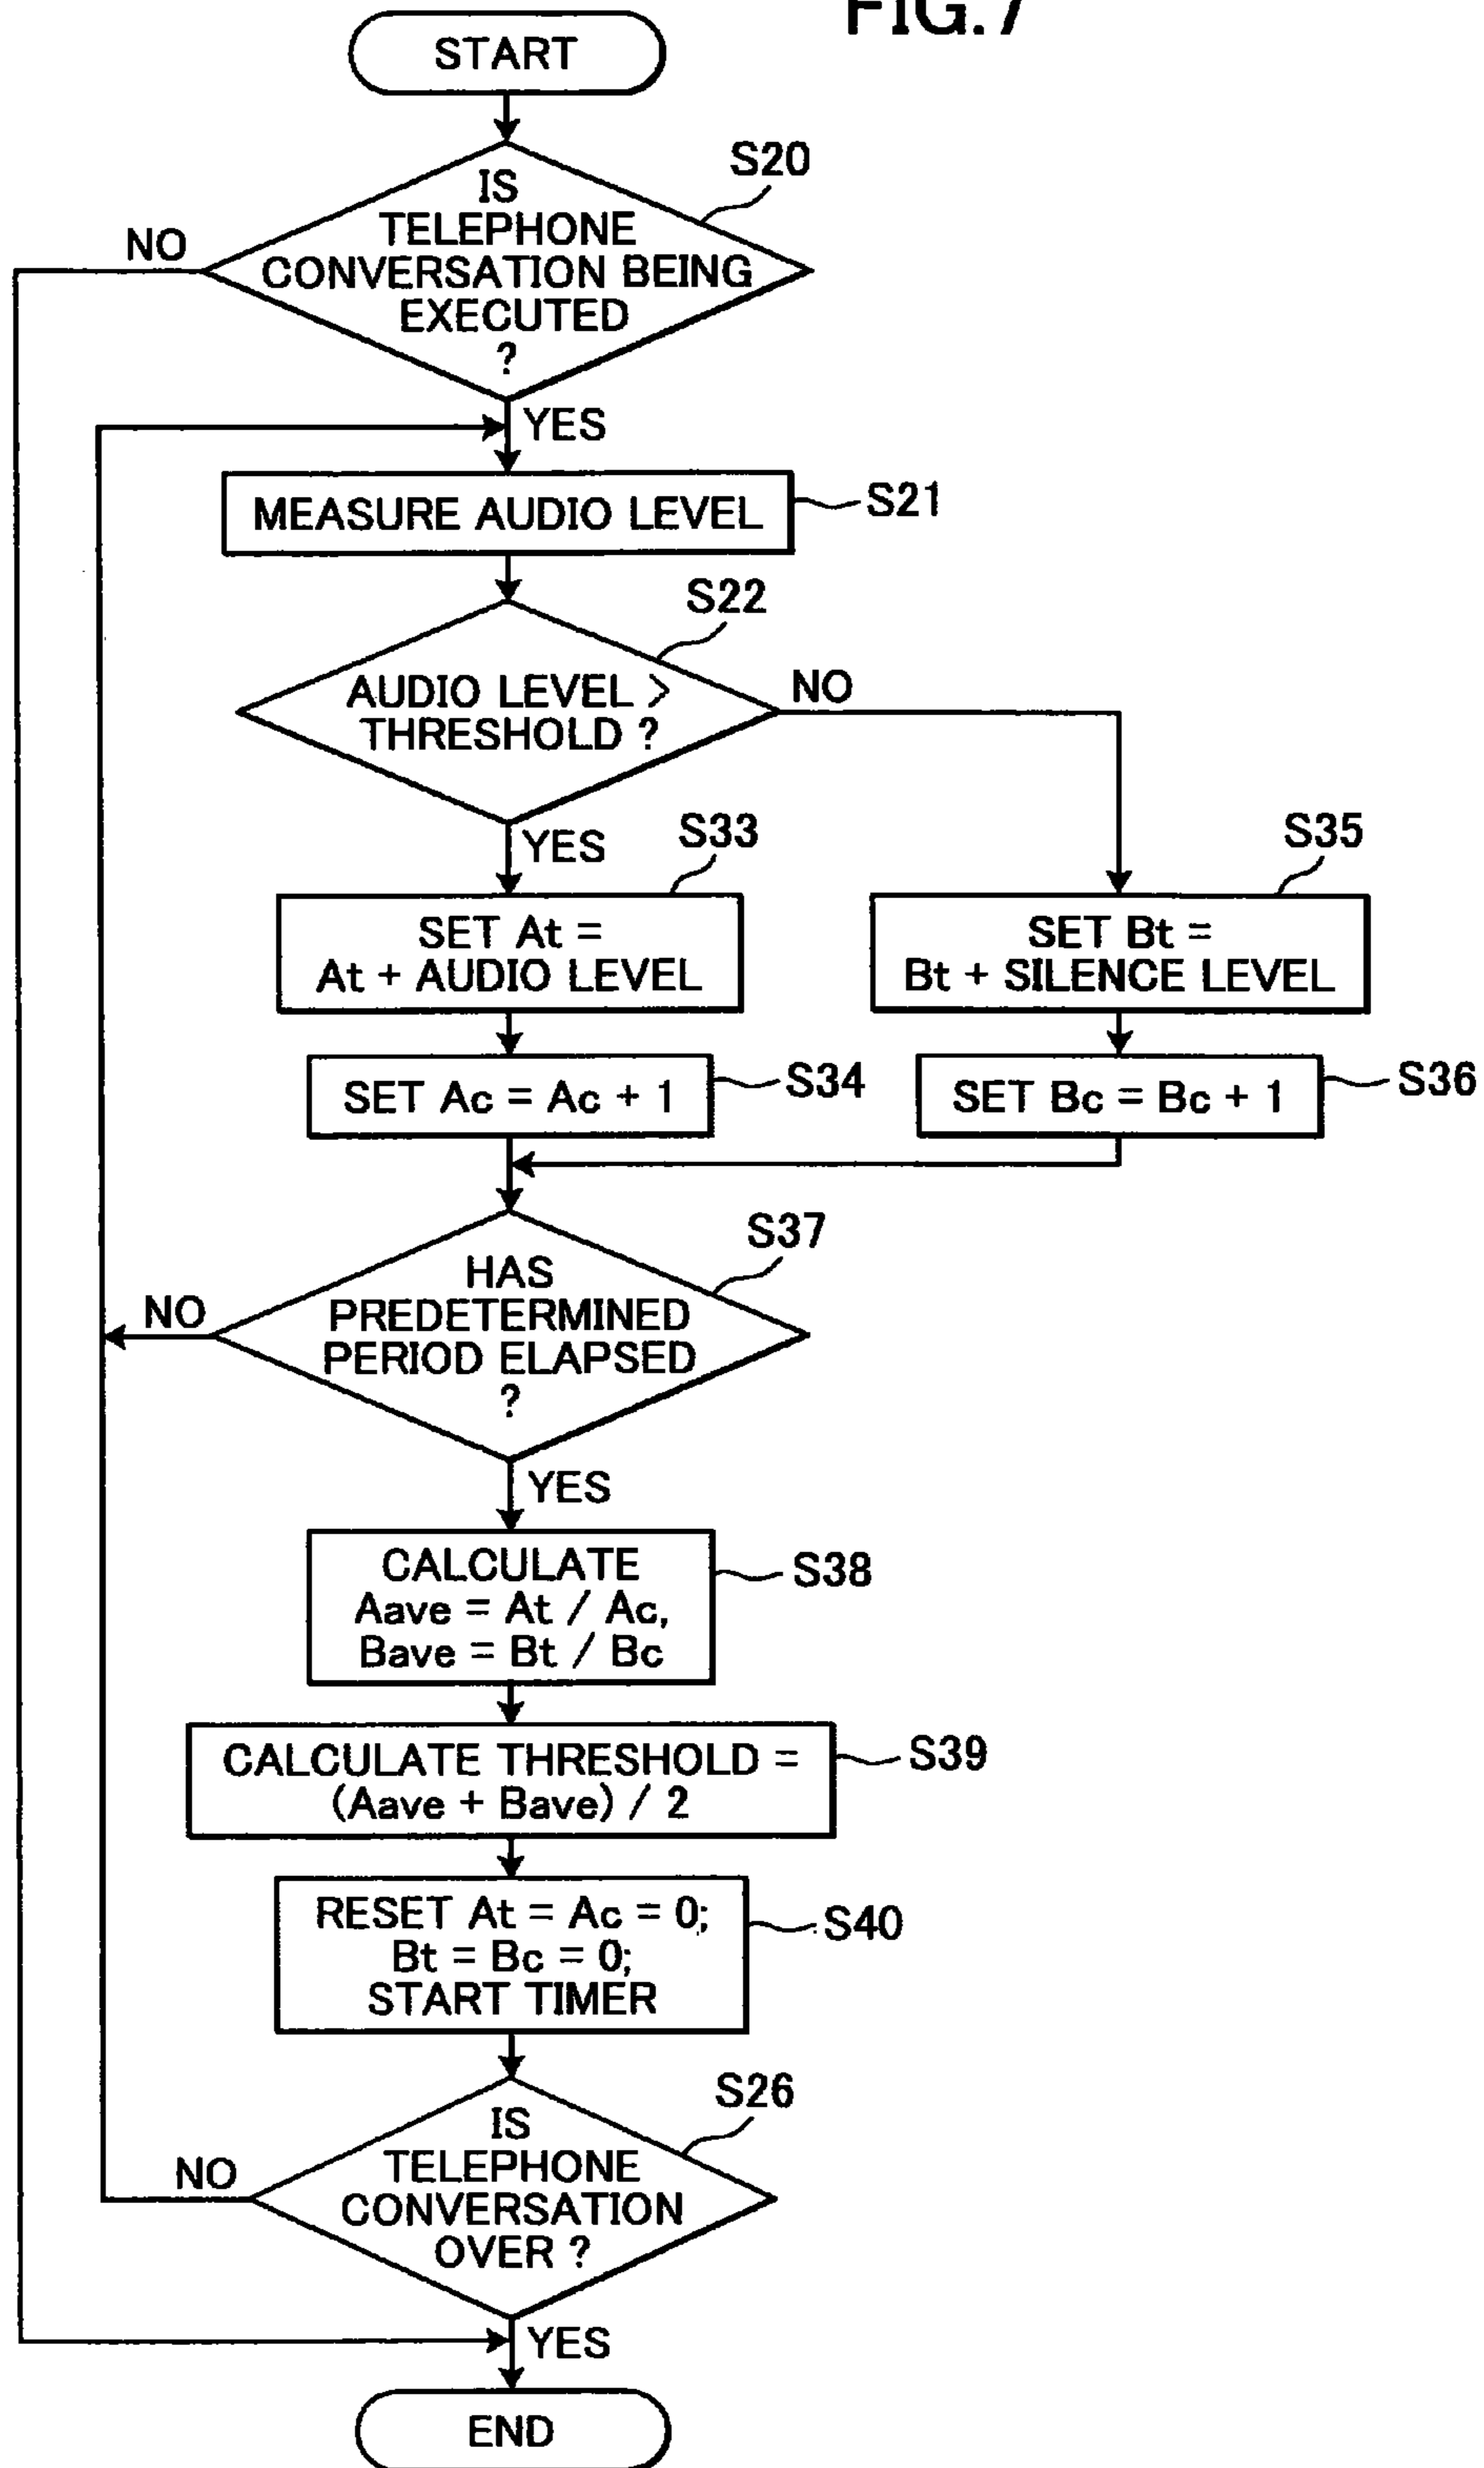 FIG.7
START
S20
IS
TELEPHONE
CONVERSATION BEING
EXECUTED
?
NO
YES
MEASURE AUDIO LEVEL
S21
S22
AUDIO LEVEL >
THRESHOLD ?
NO
YES
S33
S35
SET At =
At + AUDIO LEVEL
SET Bt =
Bt + SILENCE LEVEL
SET Ac = Ac + 1
S34
SET Bc = Bc + 1
S36
S37
HAS
PREDETERMINED
PERIOD ELAPSED
?
NO
YES
CALCULATE
Aave = At / Ac,
Bave = Bt / Bc
S38
CALCULATE THRESHOLD =
(Aave + Bave) / 2
S39
RESET At = Ac = 0;
Bt = Bc = 0;
START TIMER
S40
S26
IS
TELEPHONE
CONVERSATION
OVER ?
NO
YES
END